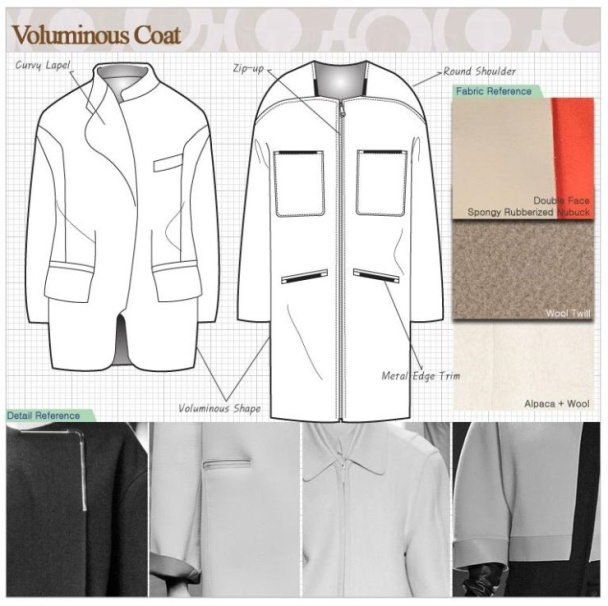 Voluminous Coat
Curvy Lapel
Zip-up
Round Shoulder
Fabric Reference
Double Face
Spongy Rubberized Nubuck
Wool Twill
Metal Edge Trim
Alpaca + Wool
Voluminous Shape
Detail Reference